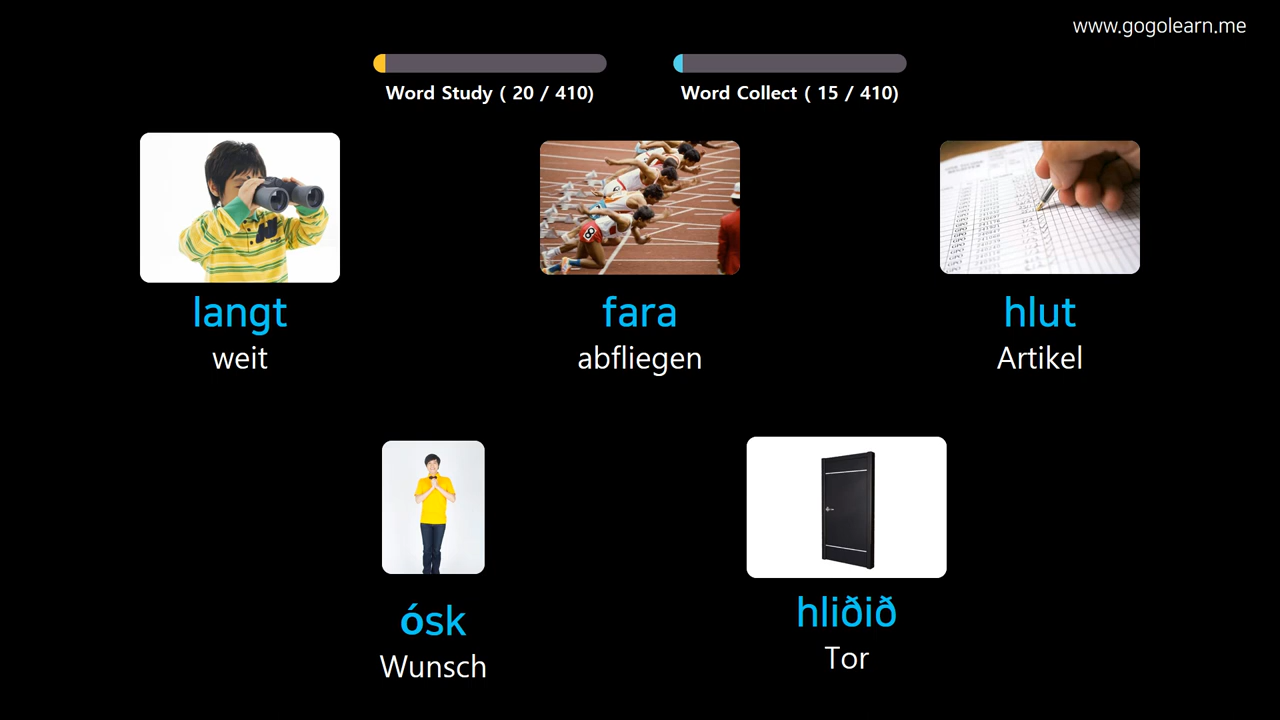 www.gogolearn.me
Word Study ( 20 / 410)
Word Collect ( 15 / 410)
langt
weit
fara
abfliegen
hlut
Artikel
ósk
Wunsch
hliðið
Tor